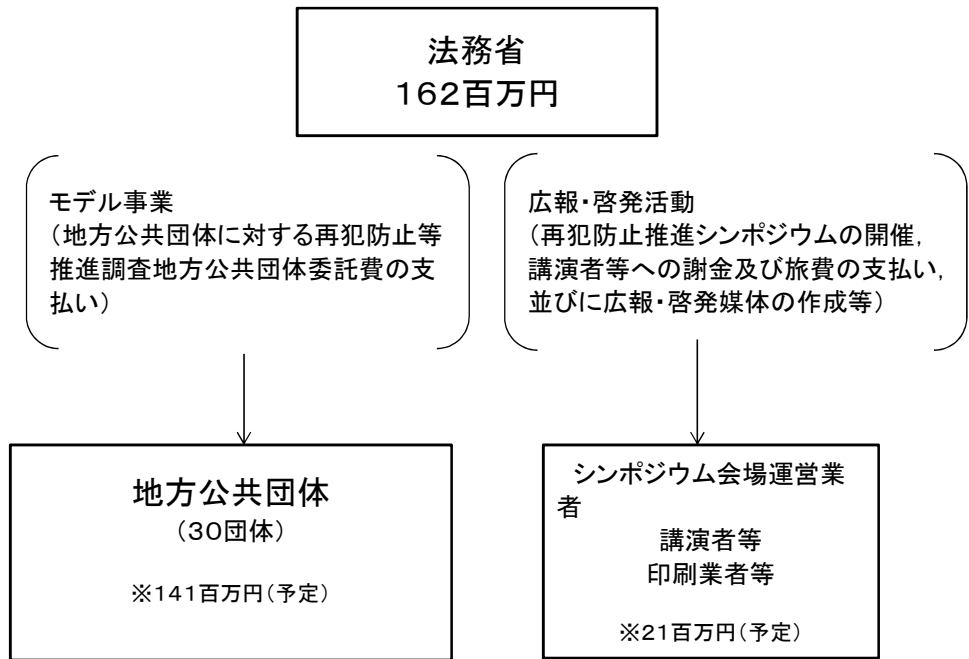 法務省
162百万円
モデル事業
(地方公共団体に対する再犯防止等
推進調査地方公共団体委託費の支
払い)
広報・啓発活動
(再犯防止推進シンポジウムの開催,
講演者等への謝金及び旅費の支払い,
並びに広報・啓発媒体の作成等)
地方公共団体
(30団体)
※141百万円(予定)
シンポジウム会場運営業
者
講演者等
印刷業者等
※21百万円(予定)